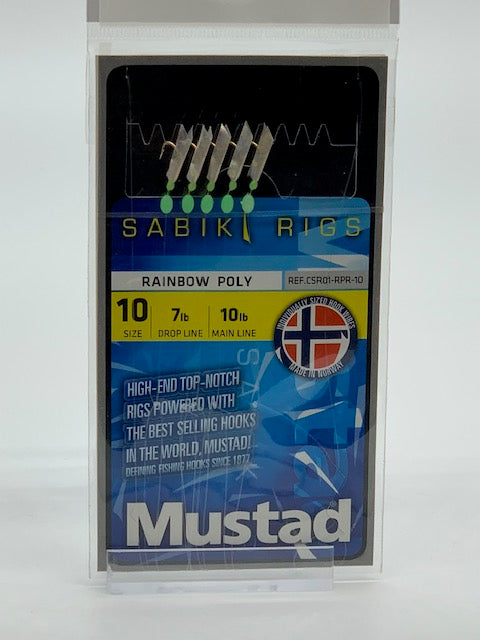 SABIKI RIGS
RAINBOW POLY
REF.CSR01-RPR-10
10 SIZE
7lb DROP LINE
10lb MAIN LINE
INDIVIDUALLY SIZED HOOK WIRES
MADE IN NORWAY
HIGH-END TOP-NOTCH
RIGS POWERED WITH
THE BEST SELLING HOOKS
IN THE WORLD, MUSTAD!
DEFINING FISHING HOOKS SINCE 1877
Mustad